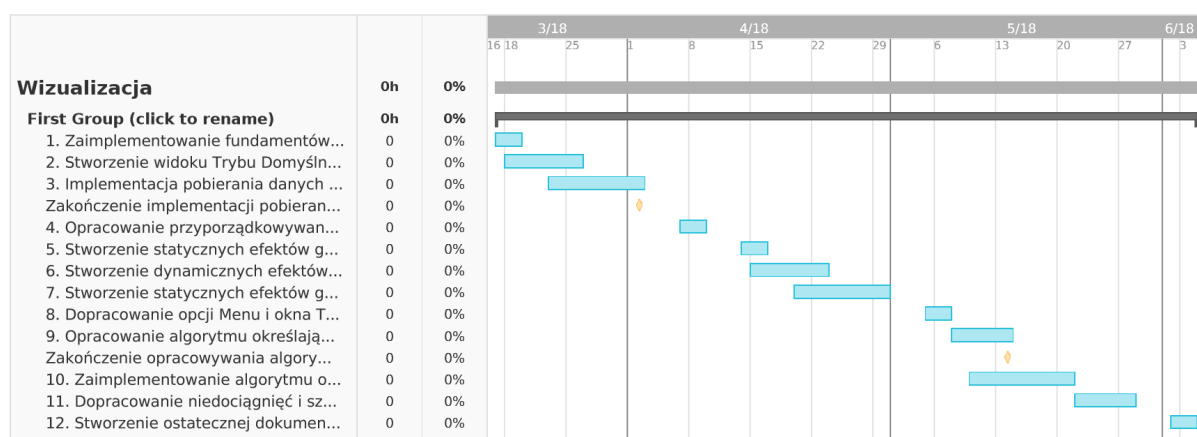 3/18 4/18 5/18 6/18
16 18 25 1 8 15 22 29 6 13 20 27 3
Wizualizacja 0h 0%
First Group (click to rename) 0h 0%
1. Zaimplementowanie fundamentów... 0 0%
2. Stworzenie widoku Trybu Domyśln... 0 0%
3. Implementacja pobierania danych ... 0 0%
Zakończenie implementacji pobieran... 0 0%
4. Opracowanie przyporządkowywan... 0 0%
5. Stworzenie statycznych efektów g... 0 0%
6. Stworzenie dynamicznych efektów... 0 0%
7. Stworzenie statycznych efektów g... 0 0%
8. Dopracowanie opcji Menu i okna T... 0 0%
9. Opracowanie algorytmu określają... 0 0%
Zakończenie opracowywania algory... 0 0%
10. Zaimplementowanie algorytmu o... 0 0%
11. Dopracowanie niedociągnięć i sz... 0 0%
12. Stworzenie ostatecznej dokumen... 0 0%